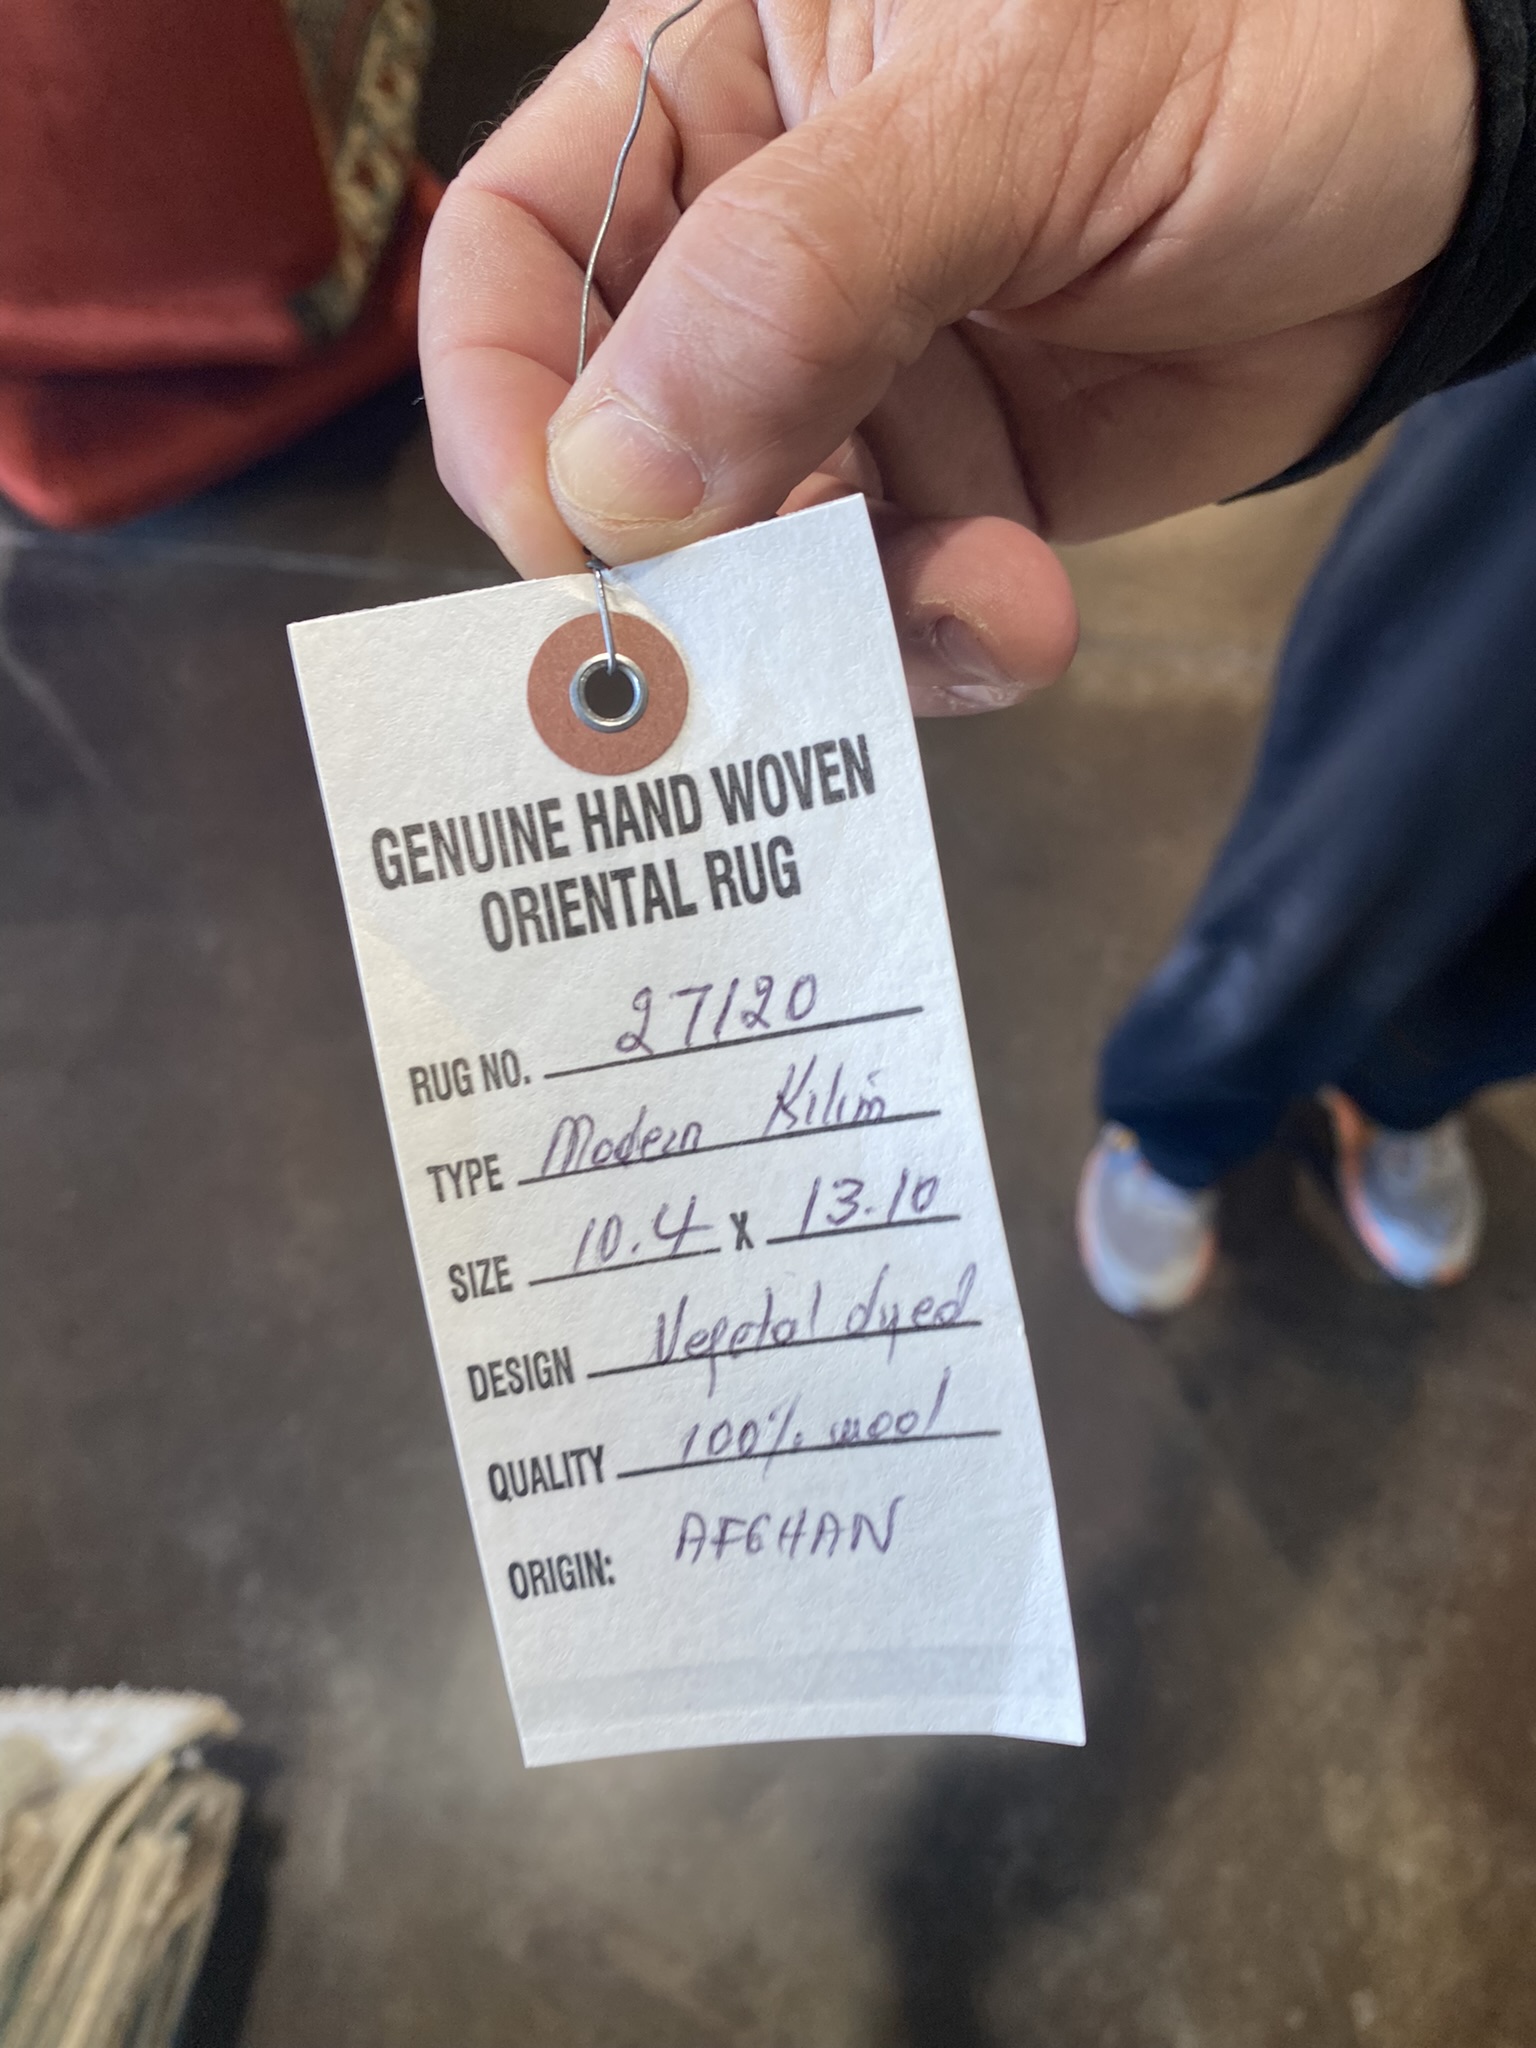 GENUINE HAND WOVEN
ORIENTAL RUG
RUG NO. 27120
TYPE Modern Kilim
SIZE 10.4 X 13.10
DESIGN Vegetal dyed
QUALITY 100% wool
ORIGIN: AFGHAN